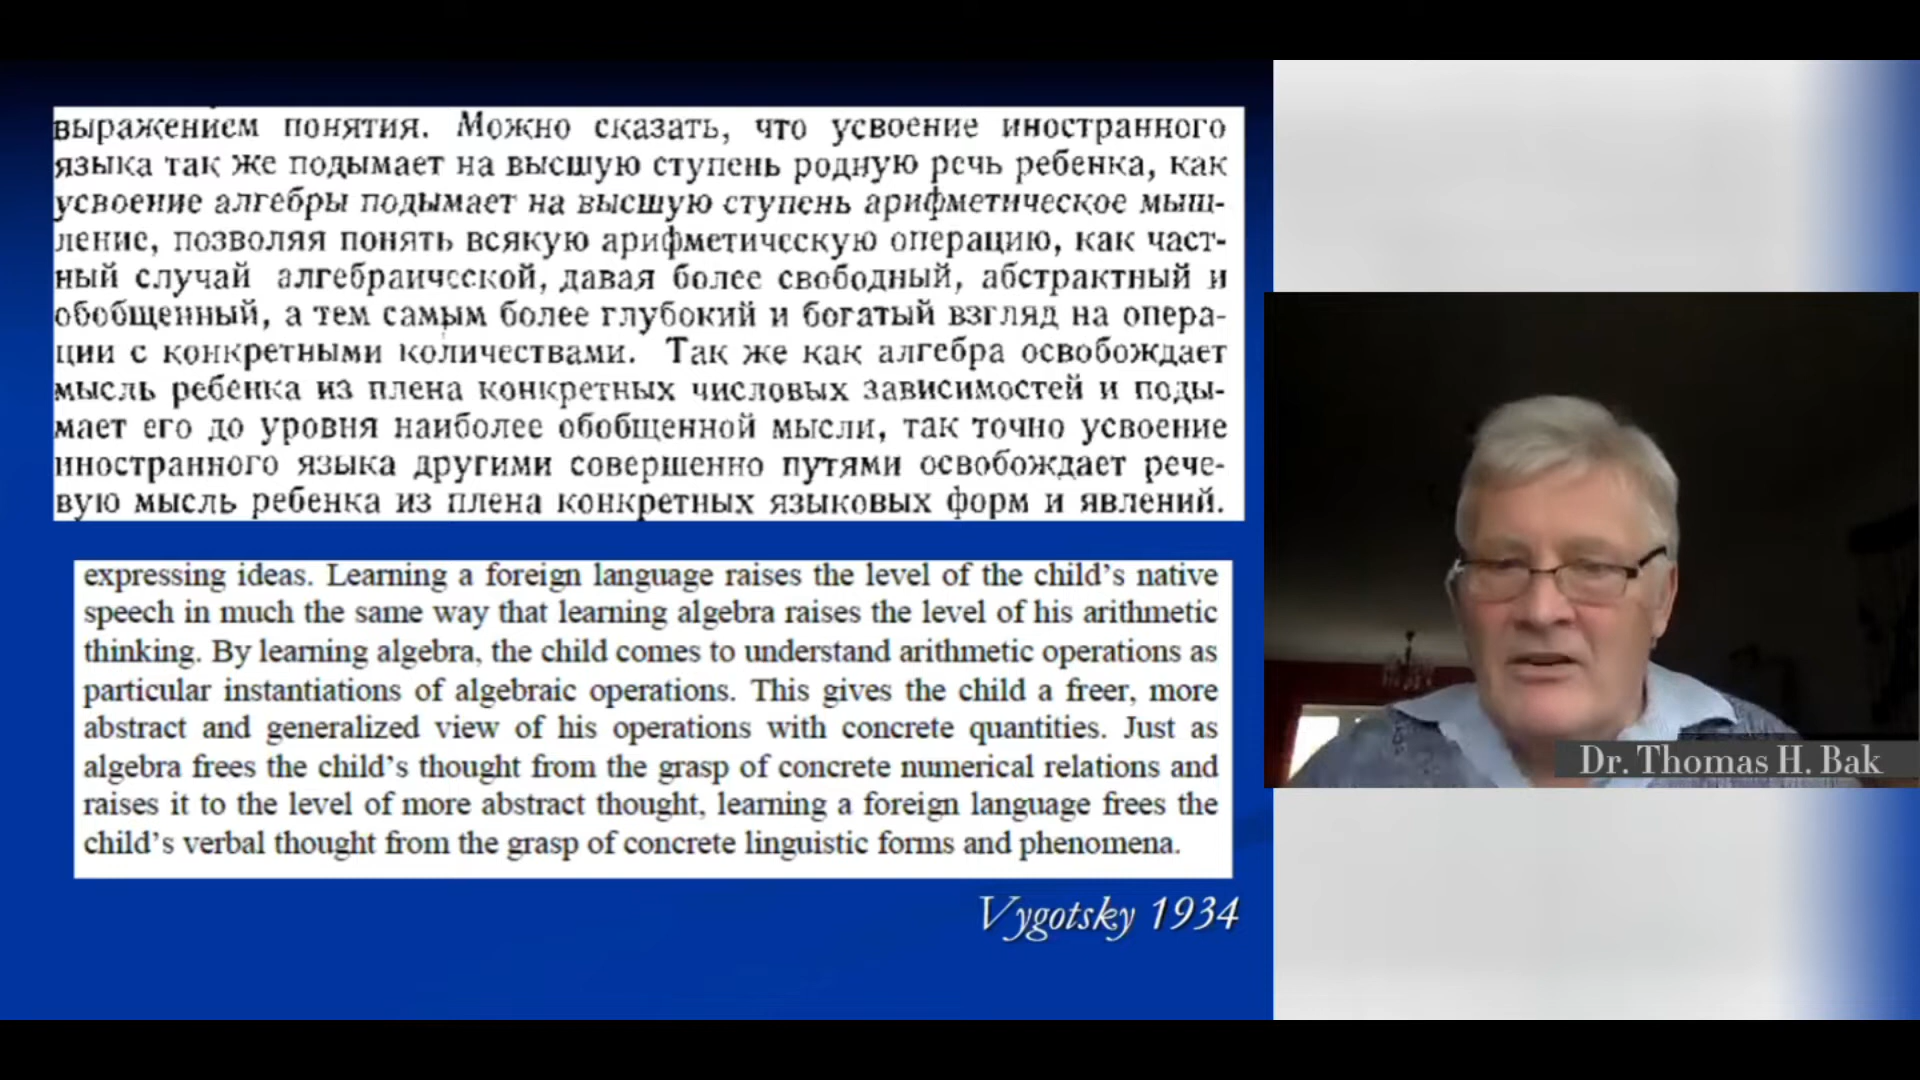 выражением понятия. Можно сказать, что усвоение иностранного
языка так же подымает на высшую ступень родную речь ребенка, как
усвоение алгебры подымает на высшую ступень арифметическое мыш-
ление, позволяя понять всякую арифметическую операцию, как част-
ный случай алгебраической, давая более свободный, абстрактный и
обобщенный, а тем самым более глубокий и богатый взгляд на опера-
ции с конкретными количествами. Так же как алгебра освобождает
мысль ребенка из плена конкретных числовых зависимостей и поды-
мает его до уровня наиболее обобщенной мысли, так точно усвоение
иностранного языка другими совершенно путями освобождает рече-
вую мысль ребенка из плена конкретных языковых форм и явлений.
expressing ideas. Learning a foreign language raises the level of the child’s native
speech in much the same way that learning algebra raises the level of his arithmetic
thinking. By learning algebra, the child comes to understand arithmetic operations as
particular instantiations of algebraic operations. This gives the child a freer, more
abstract and generalized view of his operations with concrete quantities. Just as
algebra frees the child’s thought from the grasp of concrete numerical relations and
raises it to the level of more abstract thought, learning a foreign language frees the
child’s verbal thought from the grasp of concrete linguistic forms and phenomena.
Vygotsky 1934
Dr. Thomas H. Bak